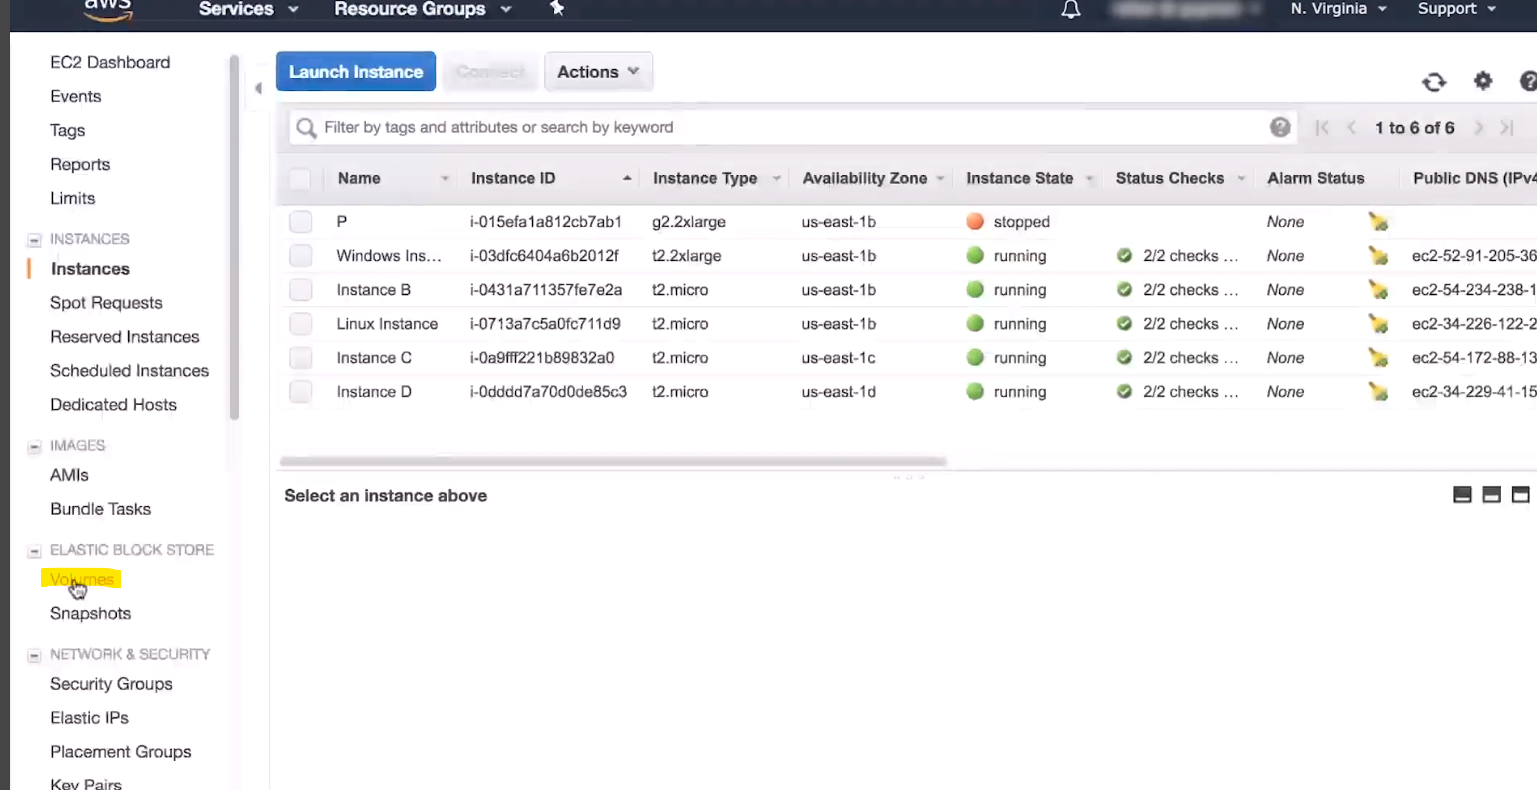 aws Services Resource Groups N. Virginia Support
EC2 Dashboard
Events
Tags
Reports
Limits
INSTANCES
Instances
Spot Requests
Reserved Instances
Scheduled Instances
Dedicated Hosts
IMAGES
AMIs
Bundle Tasks
ELASTIC BLOCK STORE
Volumes
Snapshots
NETWORK & SECURITY
Security Groups
Elastic IPs
Placement Groups
Key Pairs
Launch Instance Connect Actions
Filter by tags and attributes or search by keyword 1 to 6 of 6
Name Instance ID Instance Type Availability Zone Instance State Status Checks Alarm Status Public DNS (IPv4
P i-015efa1a812cb7ab1 g2.2xlarge us-east-1b stopped None
Windows Ins... i-03dfc6404a6b2012f t2.2xlarge us-east-1b running 2/2 checks ... None ec2-52-91-205-36
Instance B i-0431a711357fe7e2a t2.micro us-east-1b running 2/2 checks ... None ec2-54-234-238-1
Linux Instance i-0713a7c5a0fc711d9 t2.micro us-east-1b running 2/2 checks ... None ec2-34-226-122-2
Instance C i-0a9fff221b89832a0 t2.micro us-east-1c running 2/2 checks ... None ec2-54-172-88-13
Instance D i-0dddd7a70d0de85c3 t2.micro us-east-1d running 2/2 checks ... None ec2-34-229-41-15
Select an instance above